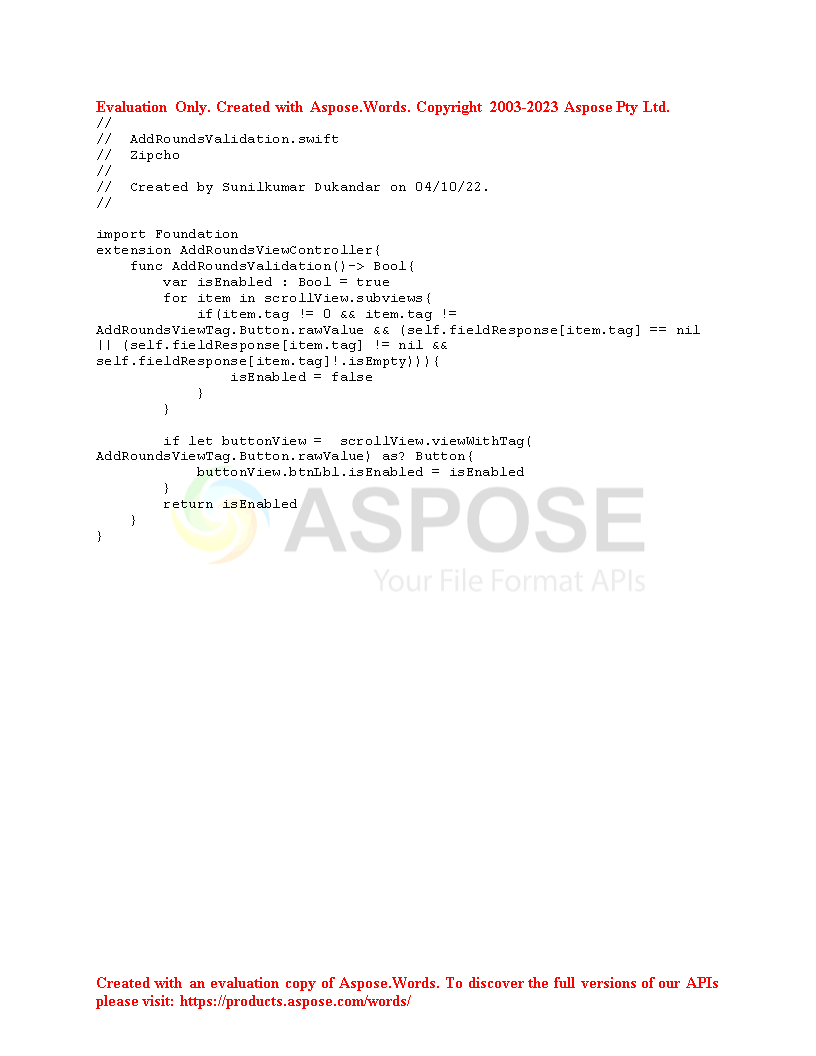 Evaluation Only. Created with Aspose.Words. Copyright 2003-2023 Aspose Pty Ltd.
//
//  AddRoundsValidation.swift
//  Zipcho
//
//  Created by Sunilkumar Dukandar on 04/10/22.
//

import Foundation
extension AddRoundsViewController{
    func AddRoundsValidation()-> Bool{
        var isEnabled : Bool = true
        for item in scrollView.subviews{
            if(item.tag != 0 && item.tag !=
AddRoundsViewTag.Button.rawValue && (self.fieldResponse[item.tag] == nil
|| (self.fieldResponse[item.tag] != nil &&
self.fieldResponse[item.tag]!.isEmpty))){
                isEnabled = false
            }
        }

        if let buttonView =  scrollView.viewWithTag(
AddRoundsViewTag.Button.rawValue) as? Button{
            buttonView.btnLbl.isEnabled = isEnabled
        }
        return isEnabled
    }
}
ASPOSE
Your File Format APIs
Created with an evaluation copy of Aspose.Words. To discover the full versions of our APIs
please visit: https://products.aspose.com/words/